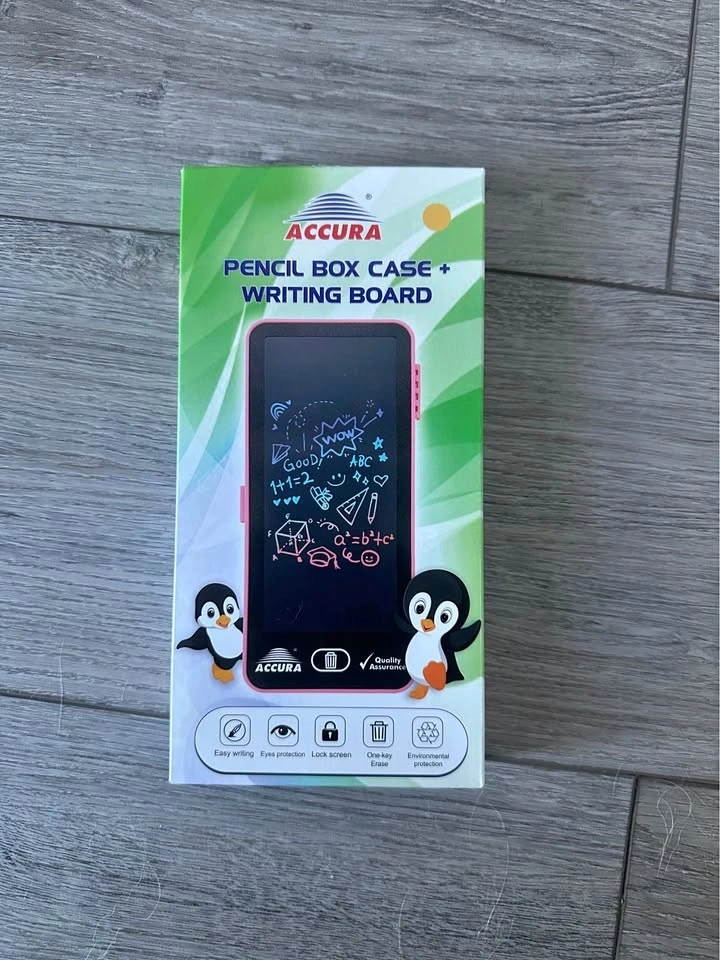 ®
ACCURA
PENCIL BOX CASE +
WRITING BOARD
WOW
GOOD!
ABC
1+1=2
a²=b²+c²
A
B
ACCURA
®
✓ Quality
Assurance
Easy writing
Eyes protection
Lock screen
One-key
Erase
Environmental
protection